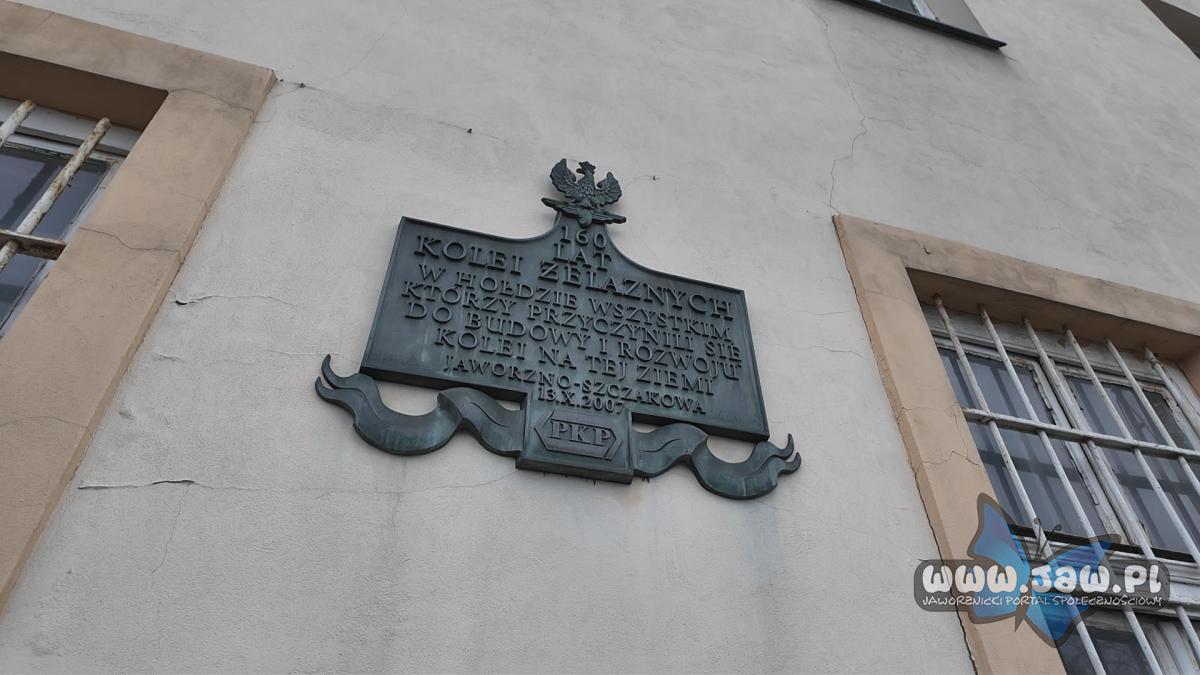 160
LAT
KOLEI ŻELAZNYCH
W HOŁDZIE WSZYSTKIM
KTÓRZY PRZYCZYNILI SIĘ
DO BUDOWY I ROZWOJU
KOLEI NA TEJ ZIEMI
JAWORZNO-SZCZAKOWA
13.X.2007
PKP
www.jaw.pl
JAWORZNICKI PORTAL SPOŁECZNOŚCIOWY